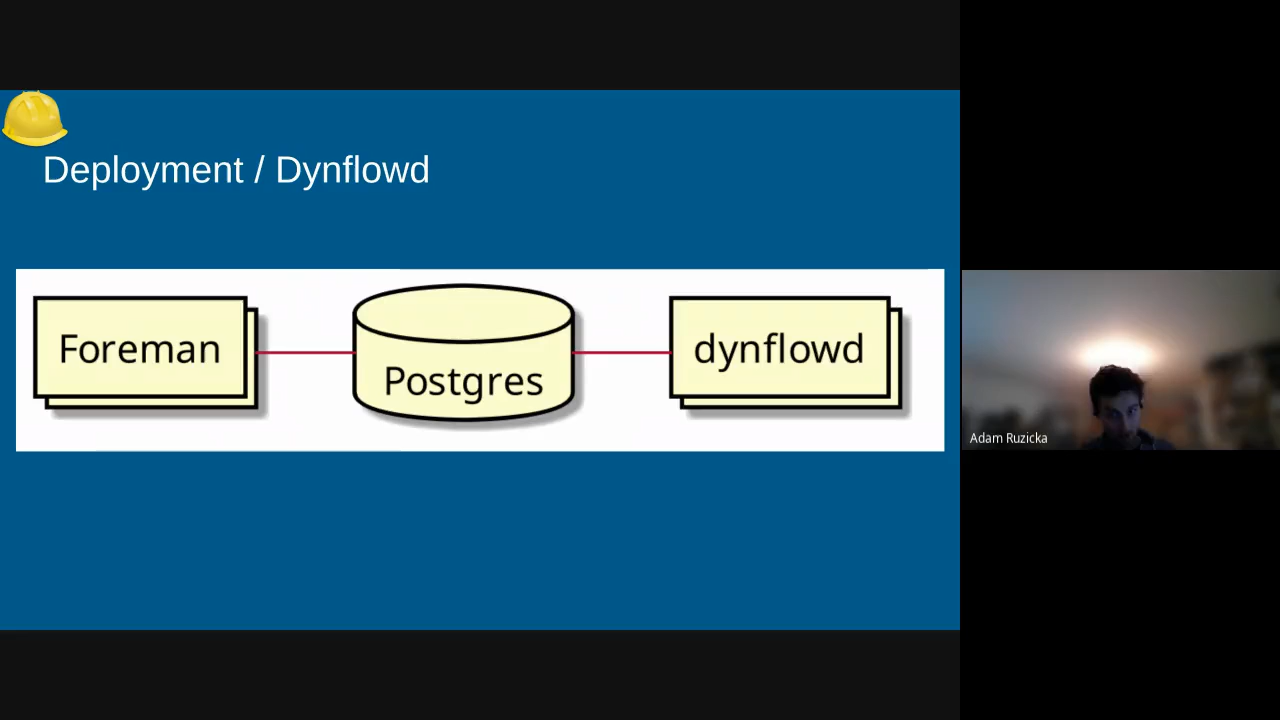 Deployment / Dynflowd
Foreman
Postgres
dynflowd
Adam Ruzicka